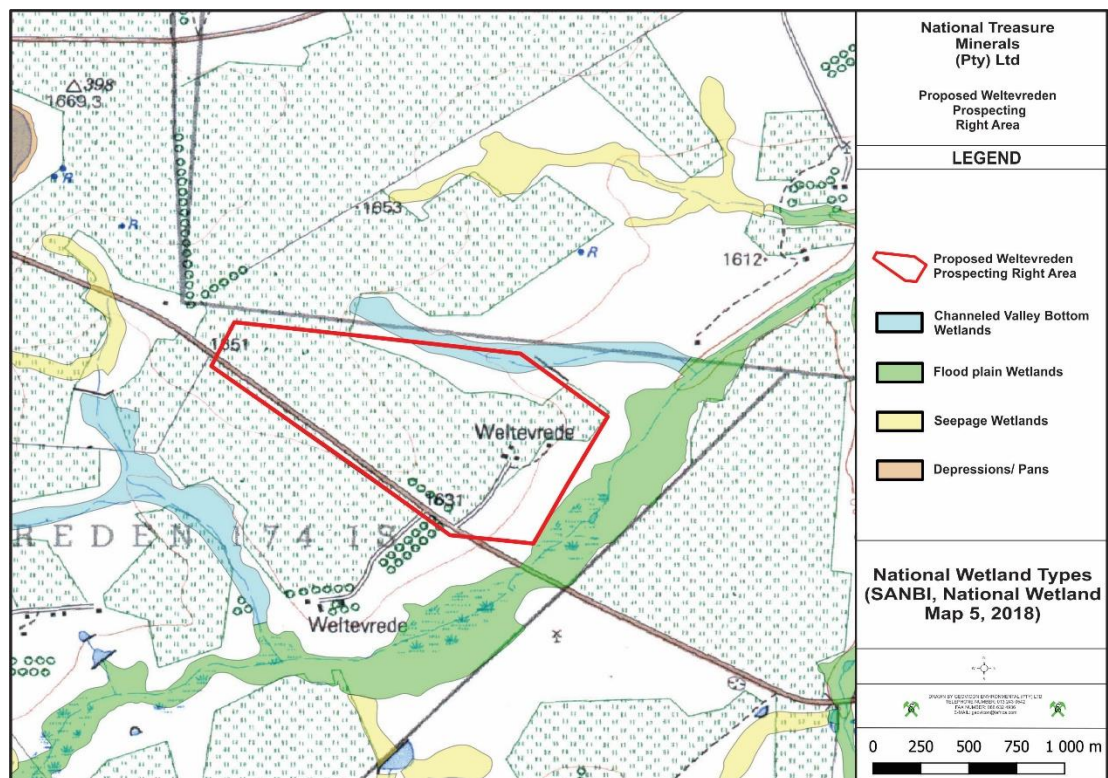 398
1669,3
R
R
1653
R
1612
1351
Weltevrede
1631
REDEN 174 IS
Weltevrede
National Treasure
Minerals
(Pty) Ltd
Proposed Weltevreden
Prospecting
Right Area
LEGEND
Proposed Weltevreden
Prospecting Right Area
Channeled Valley Bottom
Wetlands
Flood plain Wetlands
Seepage Wetlands
Depressions/ Pans
National Wetland Types
(SANBI, National Wetland
Map 5, 2018)
0 250 500 750 1 000 m